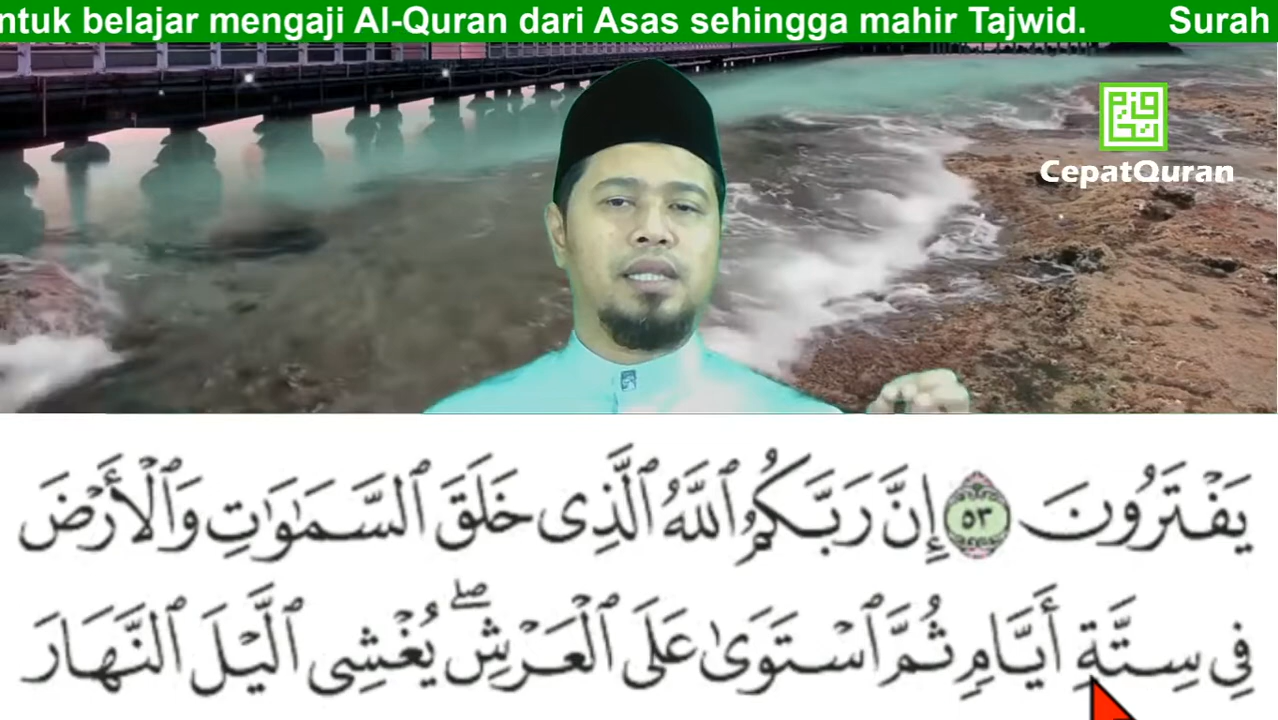 ntuk belajar mengaji Al-Quran dari Asas sehingga mahir Tajwid. Surah
CepatQuran
يَفْتَرُونَ ٥٣ إِنَّ رَبَّكُمُ ٱللَّهُ ٱلَّذِى خَلَقَ ٱلسَّمَٰوَٰتِ وَٱلْأَرْضَ
فِى سِتَّةِ أَيَّامٍ ثُمَّ ٱسْتَوَىٰ عَلَى ٱلْعَرْشِ ۖ يُغْشِى ٱلَّيْلَ ٱلنَّهَارَ